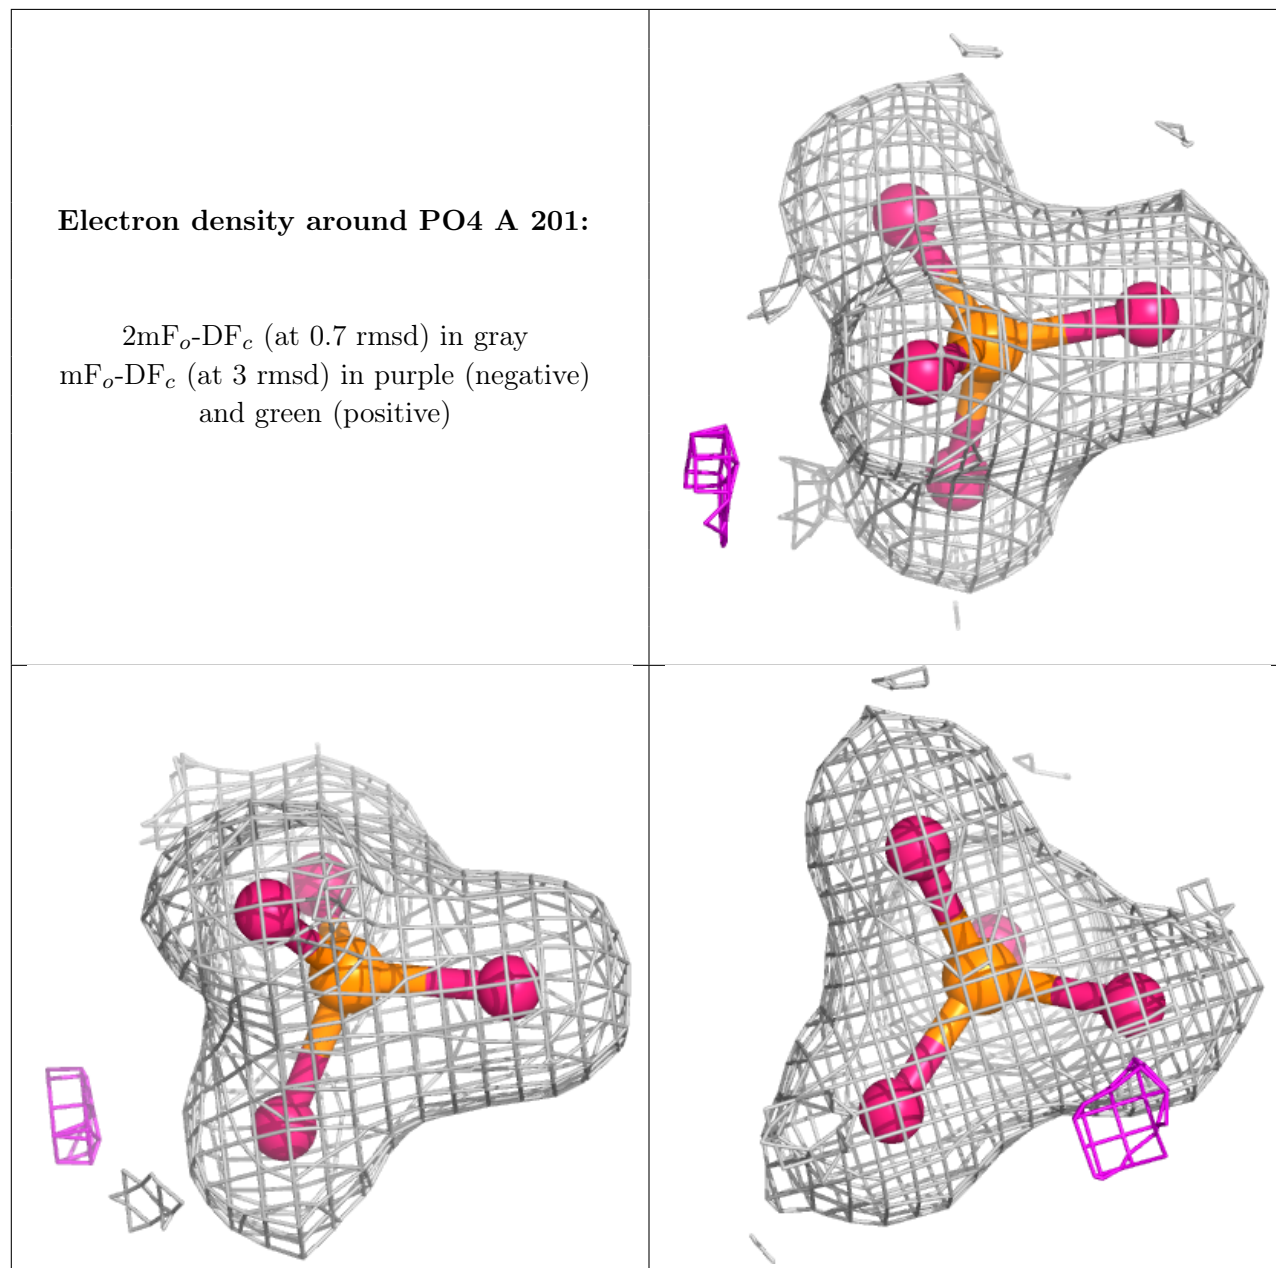 Electron density around PO4 A 201:
2mFo-DFc (at 0.7 rmsd) in gray
mFo-DFc (at 3 rmsd) in purple (negative)
and green (positive)